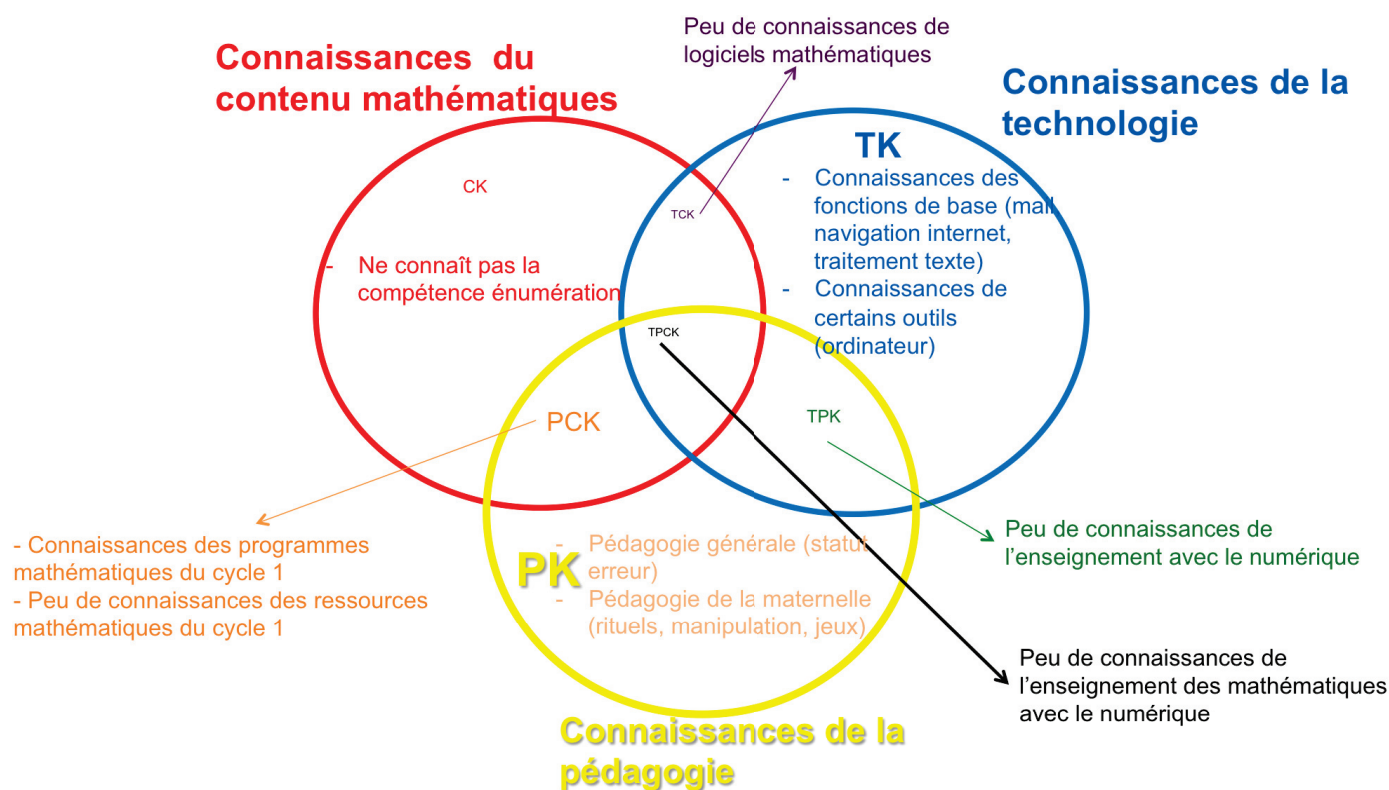 Peu de connaissances de
logiciels mathématiques
Connaissances du
contenu mathématiques
Connaissances de la
technologie
TK
CK
TCK
- Connaissances des
fonctions de base (mail
navigation internet,
traitement texte)
- Connaissances de
certains outils
(ordinateur)
- Ne connaît pas la
compétence énumération
TPCK
PCK
TPK
- Connaissances des programmes
mathématiques du cycle 1
- Peu de connaissances des ressources
mathématiques du cycle 1
PK
- Pédagogie générale (statut
erreur)
- Pédagogie de la maternelle
(rituels, manipulation, jeux)
Peu de connaissances de
l'enseignement avec le numérique
Peu de connaissances de
l'enseignement des mathématiques
avec le numérique
Connaissances de la
pédagogie